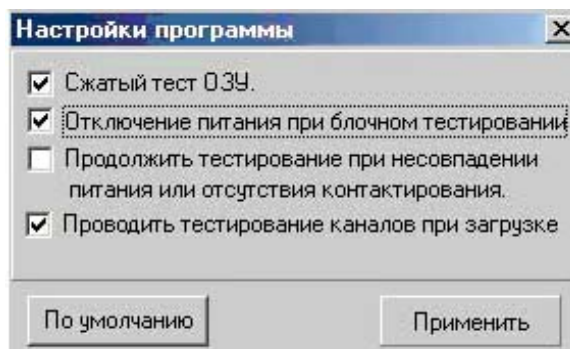 Настройки программы
Сжатый тест ОЗУ.
Отключение питания при блочном тестировании
Продолжить тестирование при несовпадении
питания или отсутствия контактирования.
Проводить тестирование каналов при загрузке
По умолчанию
Применить